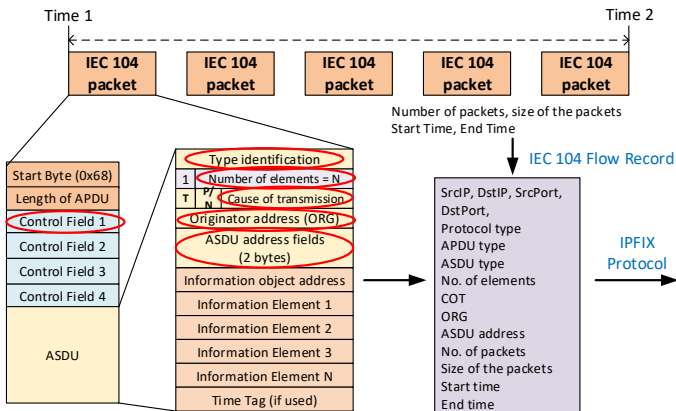 Time 1
Time 2
IEC 104
packet
IEC 104
packet
IEC 104
packet
IEC 104
packet
IEC 104
packet
Number of packets, size of the packets
Start Time, End Time
IEC 104 Flow Record
Start Byte (0x68)
Length of APDU
Control Field 1
Control Field 2
Control Field 3
Control Field 4
ASDU
Type identification
1 Number of elements = N
T P/N Cause of transmission
Originator address (ORG)
ASDU address fields
(2 bytes)
Information object address
Information Element 1
Information Element 2
Information Element 3
Information Element N
Time Tag (if used)
SrcIP, DstIP, SrcPort,
DstPort,
Protocol type
APDU type
ASDU type
No. of elements
COT
ORG
ASDU address
No. of packets
Size of the packets
Start time
End time
IPFIX
Protocol